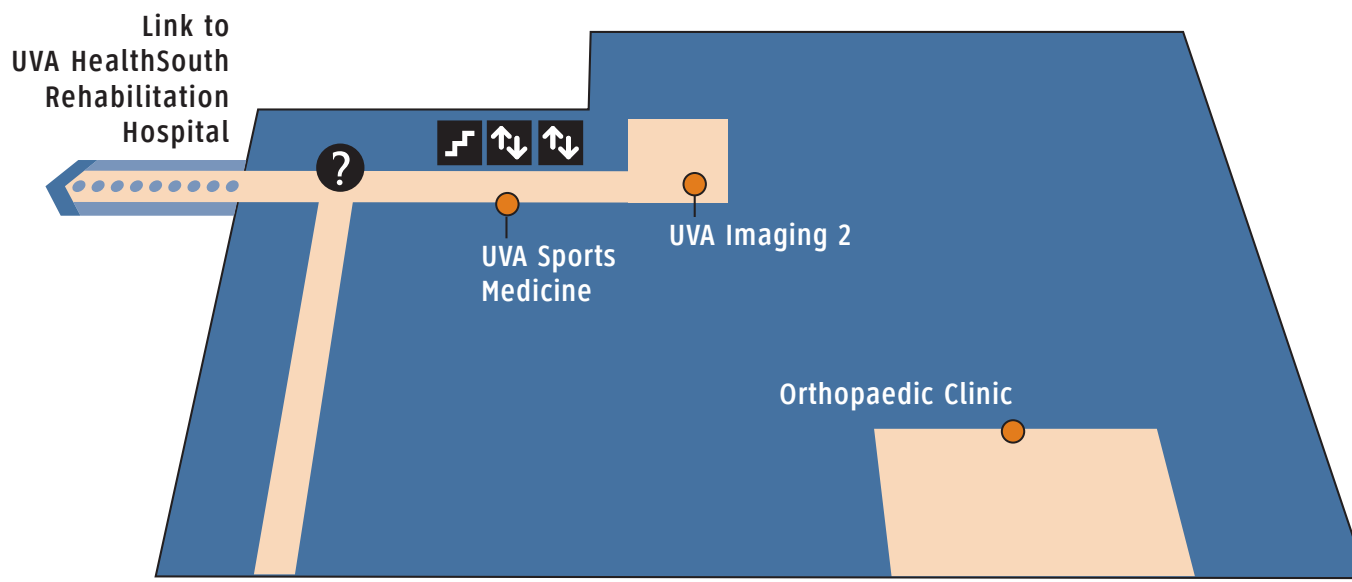 Link to
UVA HealthSouth
Rehabilitation
Hospital
?
UVA Sports
Medicine
UVA Imaging 2
Orthopaedic Clinic